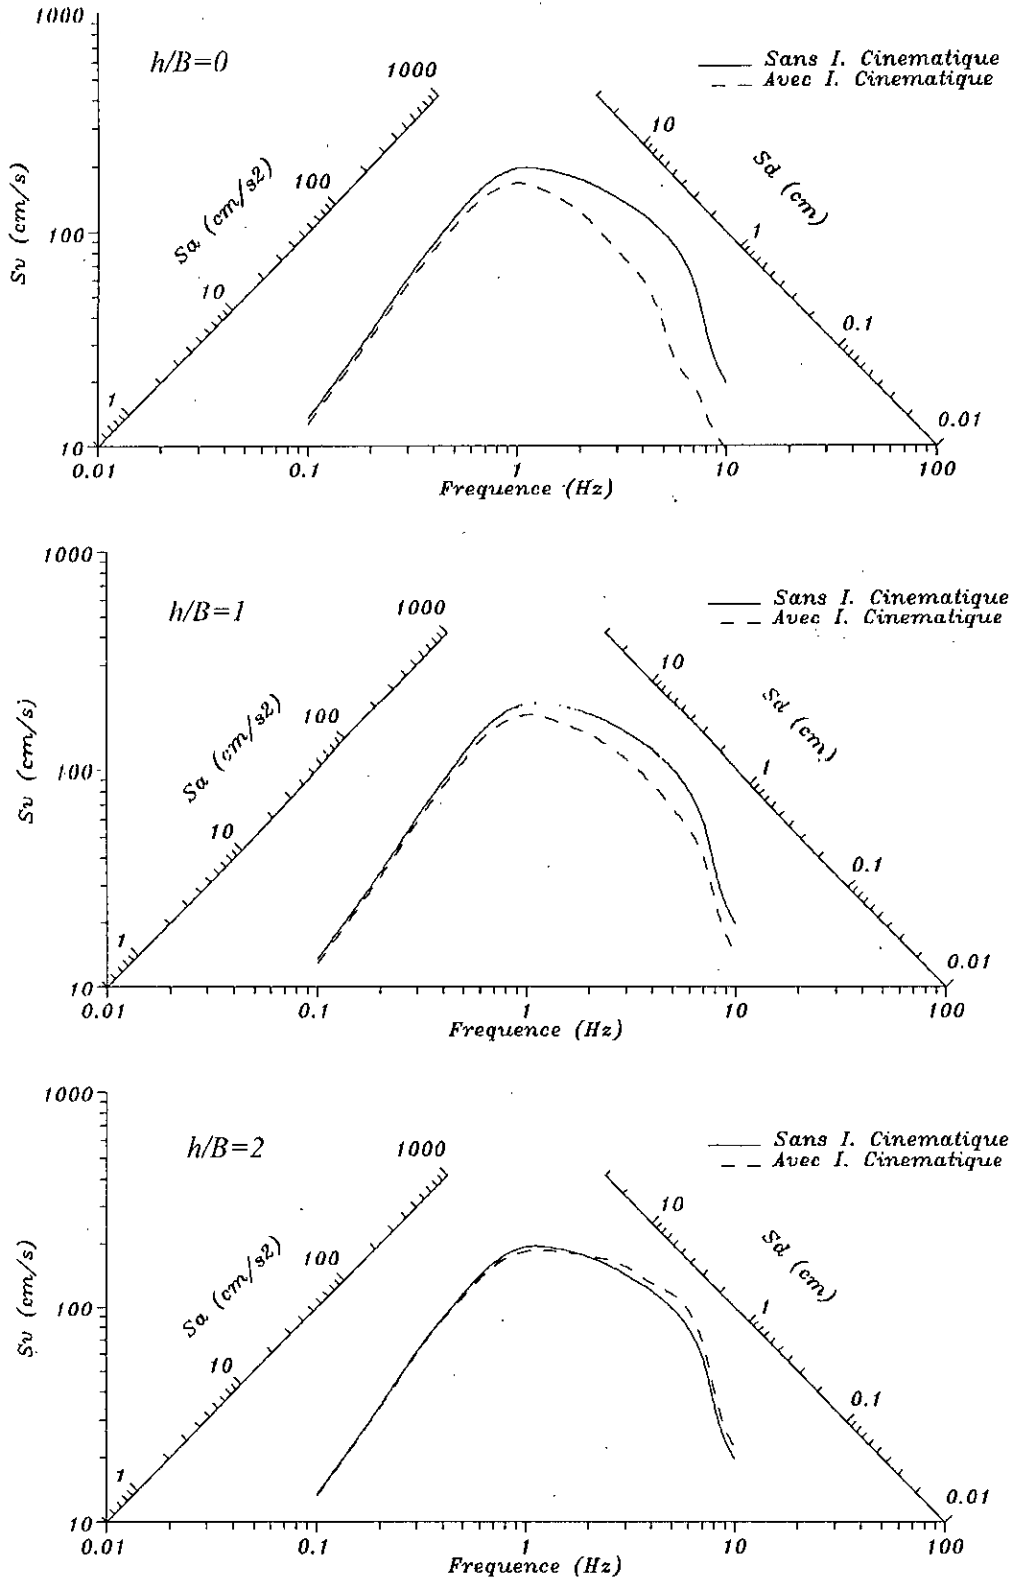 1000
h/B=0
1000
Sans I. Cinematique
Avec I. Cinematique
10
Sd (cm)
100
Sa (cm/s2)
Sv (cm/s)
100
1
10
0.1
1
0.01
10
0.01
0.1
1
10
100
Frequence (Hz)
1000
h/B=1
1000
Sans I. Cinematique
Avec I. Cinematique
10
Sd (cm)
100
Sa (cm/s2)
Sv (cm/s)
100
1
10
0.1
1
0.01
10
0.01
0.1
1
10
100
Frequence (Hz)
1000
h/B=2
1000
Sans I. Cinematique
Avec I. Cinematique
10
Sd (cm)
100
Sa (cm/s2)
Sv (cm/s)
100
1
10
0.1
1
0.01
10
0.01
0.1
1
10
100
Frequence (Hz)